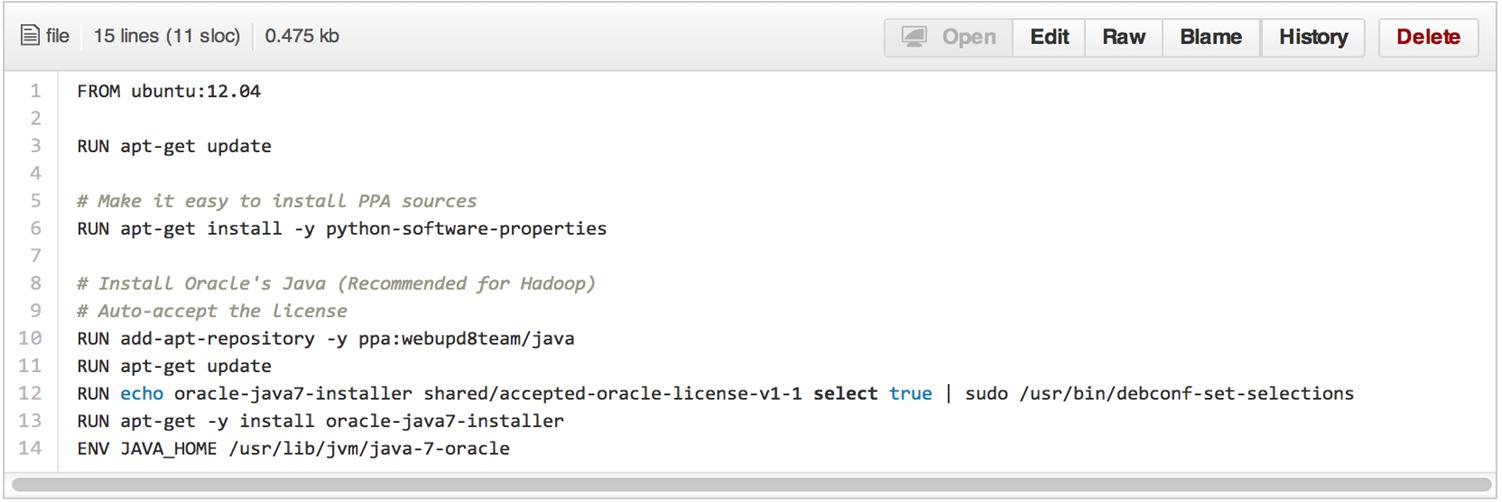 file 15 lines (11 sloc) 0.475 kb Open Edit Raw Blame History Delete
1 FROM ubuntu:12.04
2
3 RUN apt-get update
4
5 # Make it easy to install PPA sources
6 RUN apt-get install -y python-software-properties
7
8 # Install Oracle's Java (Recommended for Hadoop)
9 # Auto-accept the license
10 RUN add-apt-repository -y ppa:webupd8team/java
11 RUN apt-get update
12 RUN echo oracle-java7-installer shared/accepted-oracle-license-v1-1 select true | sudo /usr/bin/debconf-set-selections
13 RUN apt-get -y install oracle-java7-installer
14 ENV JAVA_HOME /usr/lib/jvm/java-7-oracle